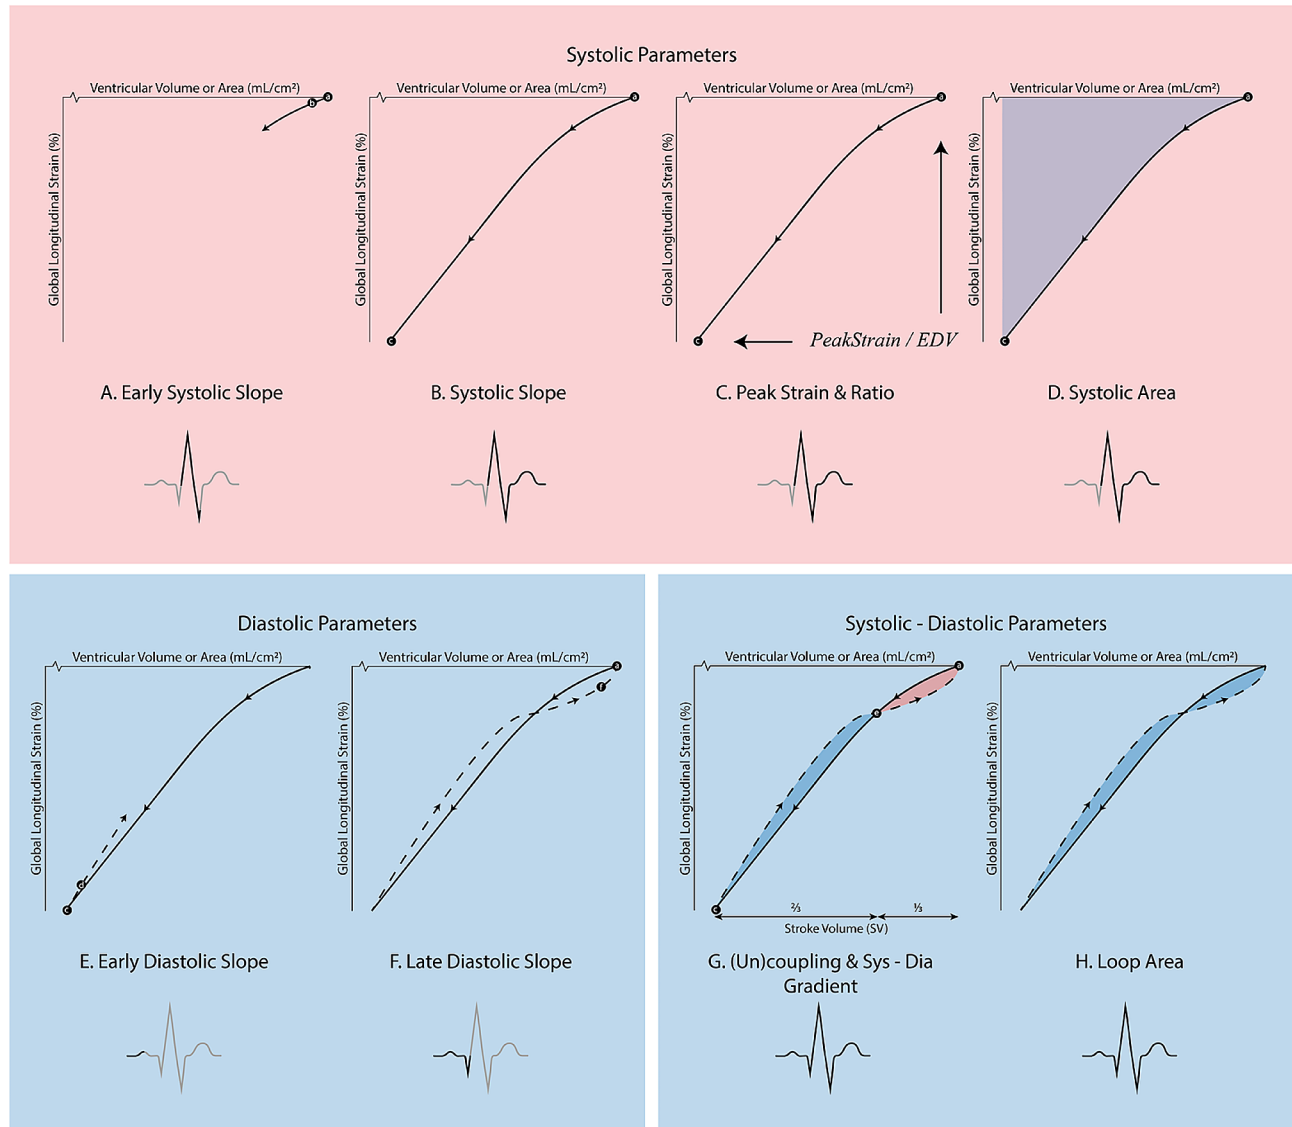 Systolic Parameters
Ventricular Volume or Area (mL/cm²)
Global Longitudinal Strain (%)
a
b
A. Early Systolic Slope
Ventricular Volume or Area (mL/cm²)
Global Longitudinal Strain (%)
a
c
B. Systolic Slope
Ventricular Volume or Area (mL/cm²)
Global Longitudinal Strain (%)
a
c
PeakStrain / EDV
C. Peak Strain & Ratio
Ventricular Volume or Area (mL/cm²)
Global Longitudinal Strain (%)
a
c
D. Systolic Area
Diastolic Parameters
Ventricular Volume or Area (mL/cm²)
Global Longitudinal Strain (%)
d
c
E. Early Diastolic Slope
Ventricular Volume or Area (mL/cm²)
Global Longitudinal Strain (%)
a
f
F. Late Diastolic Slope
Systolic - Diastolic Parameters
Ventricular Volume or Area (mL/cm²)
Global Longitudinal Strain (%)
a
e
c
⅔
⅓
Stroke Volume (SV)
G. (Un)coupling & Sys - Dia
Gradient
Ventricular Volume or Area (mL/cm²)
Global Longitudinal Strain (%)
H. Loop Area